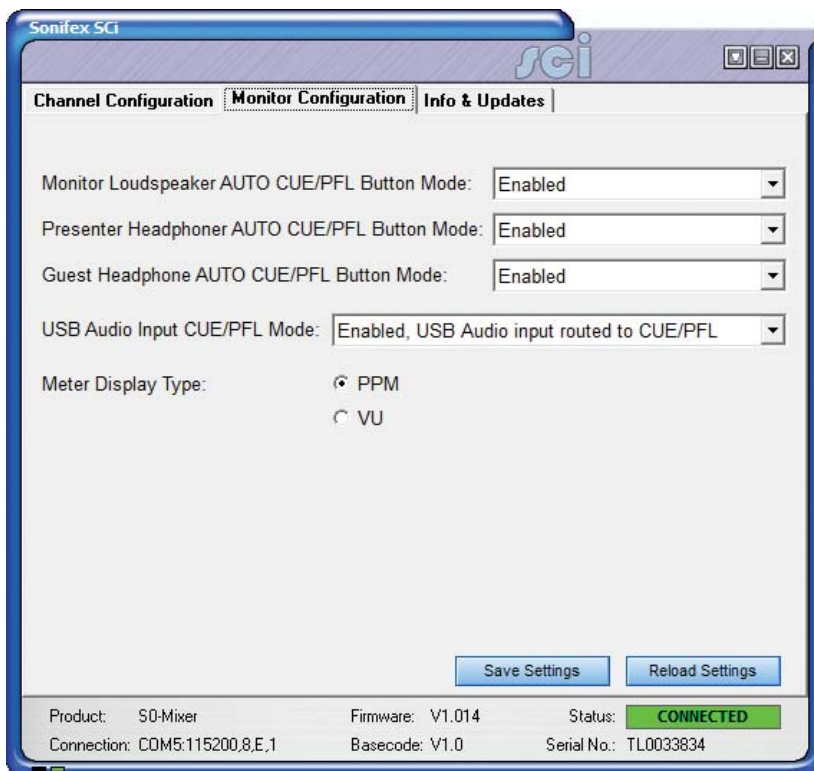 Sonifex SCi
sci
Channel Configuration Monitor Configuration Info & Updates
Monitor Loudspeaker AUTO CUE/PFL Button Mode: Enabled
Presenter Headphoner AUTO CUE/PFL Button Mode: Enabled
Guest Headphone AUTO CUE/PFL Button Mode: Enabled
USB Audio Input CUE/PFL Mode: Enabled, USB Audio input routed to CUE/PFL
Meter Display Type: PPM
VU
Save Settings Reload Settings
Product: S0-Mixer Firmware: V1.014 Status: CONNECTED
Connection: COM5:115200,8,E,1 Basecode: V1.0 Serial No.: TL0033834